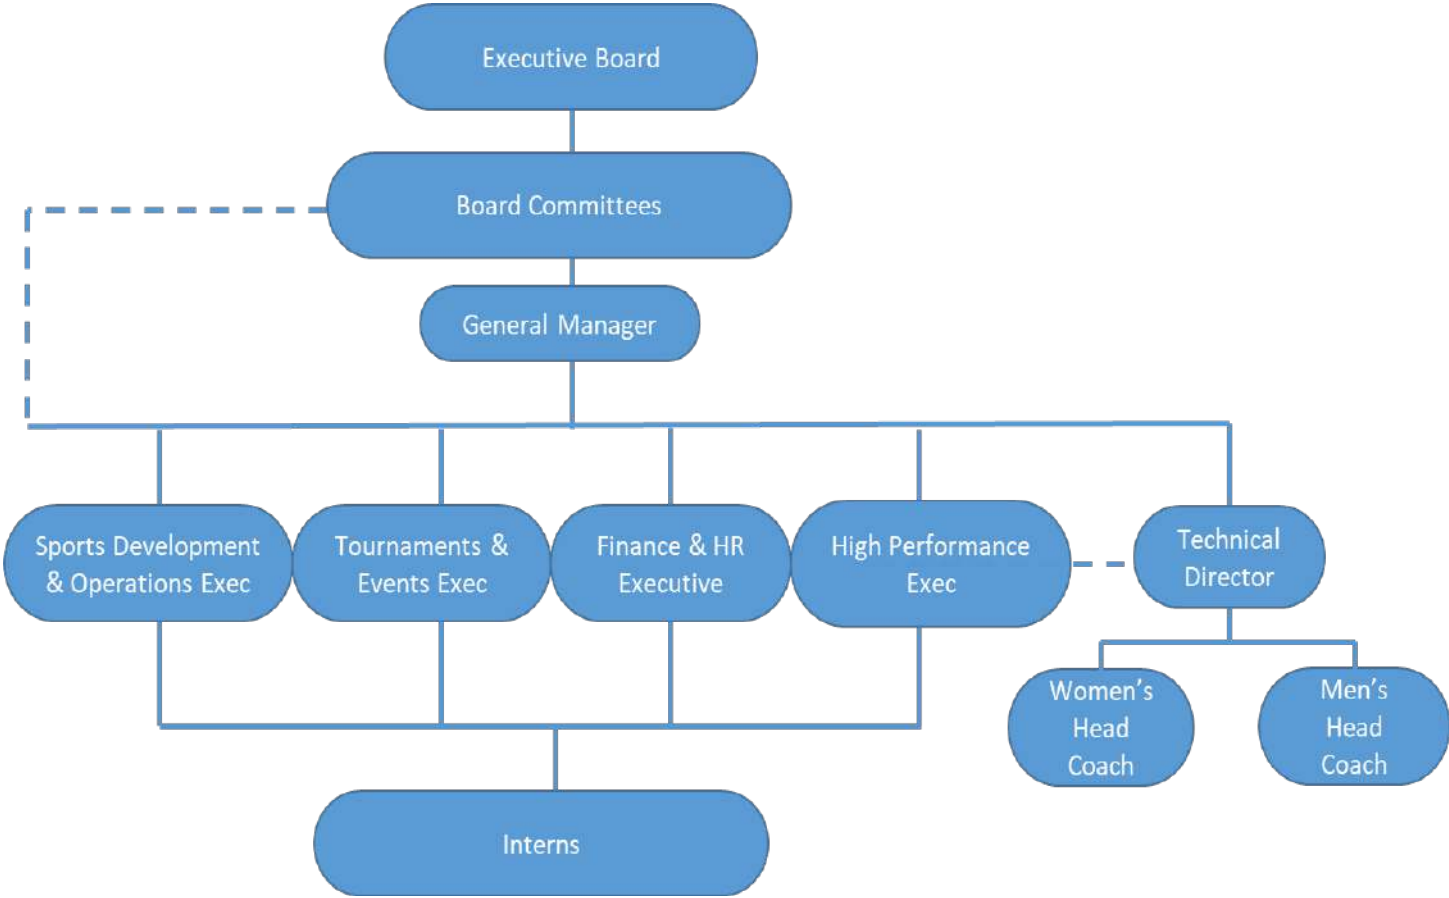 Executive Board
Board Committees
General Manager
Sports Development
& Operations Exec
Tournaments &
Events Exec
Finance & HR
Executive
High Performance
Exec
Technical
Director
Women’s
Head
Coach
Men’s
Head
Coach
Interns